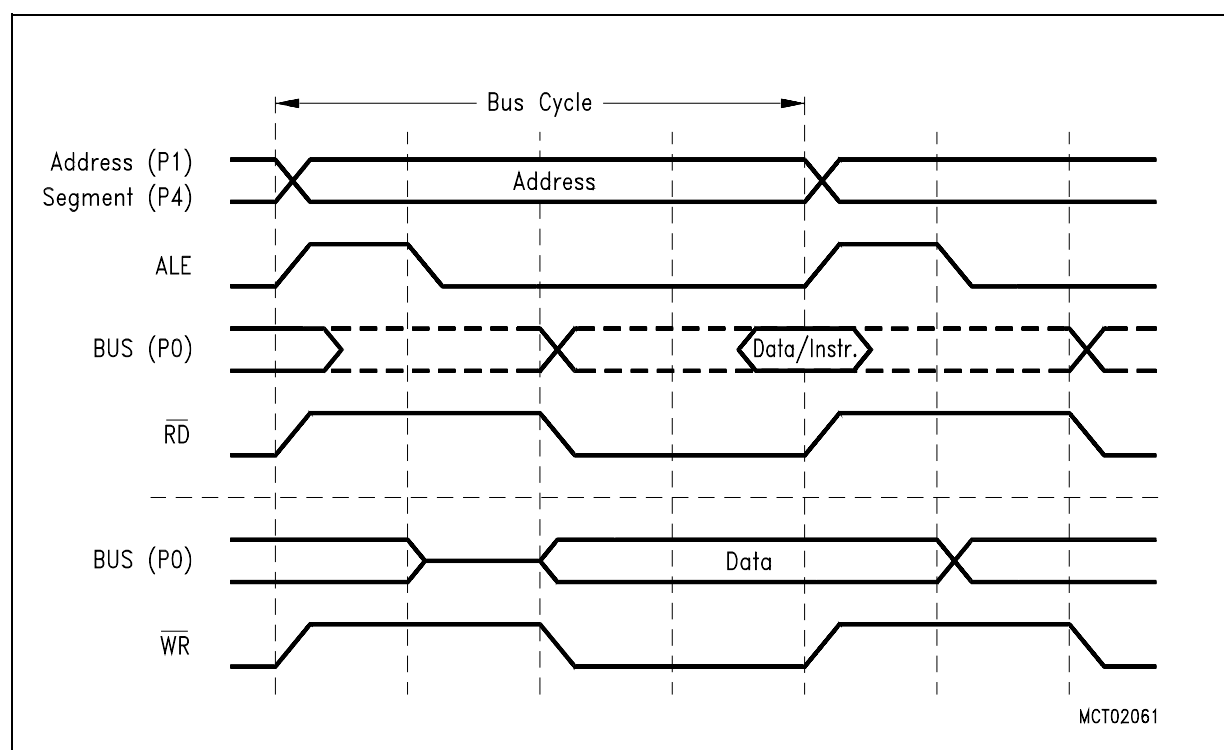 Bus Cycle
Address (P1)
Segment (P4)
Address
ALE
BUS (P0)
Data/Instr.
RD
BUS (P0)
Data
WR
MCT02061